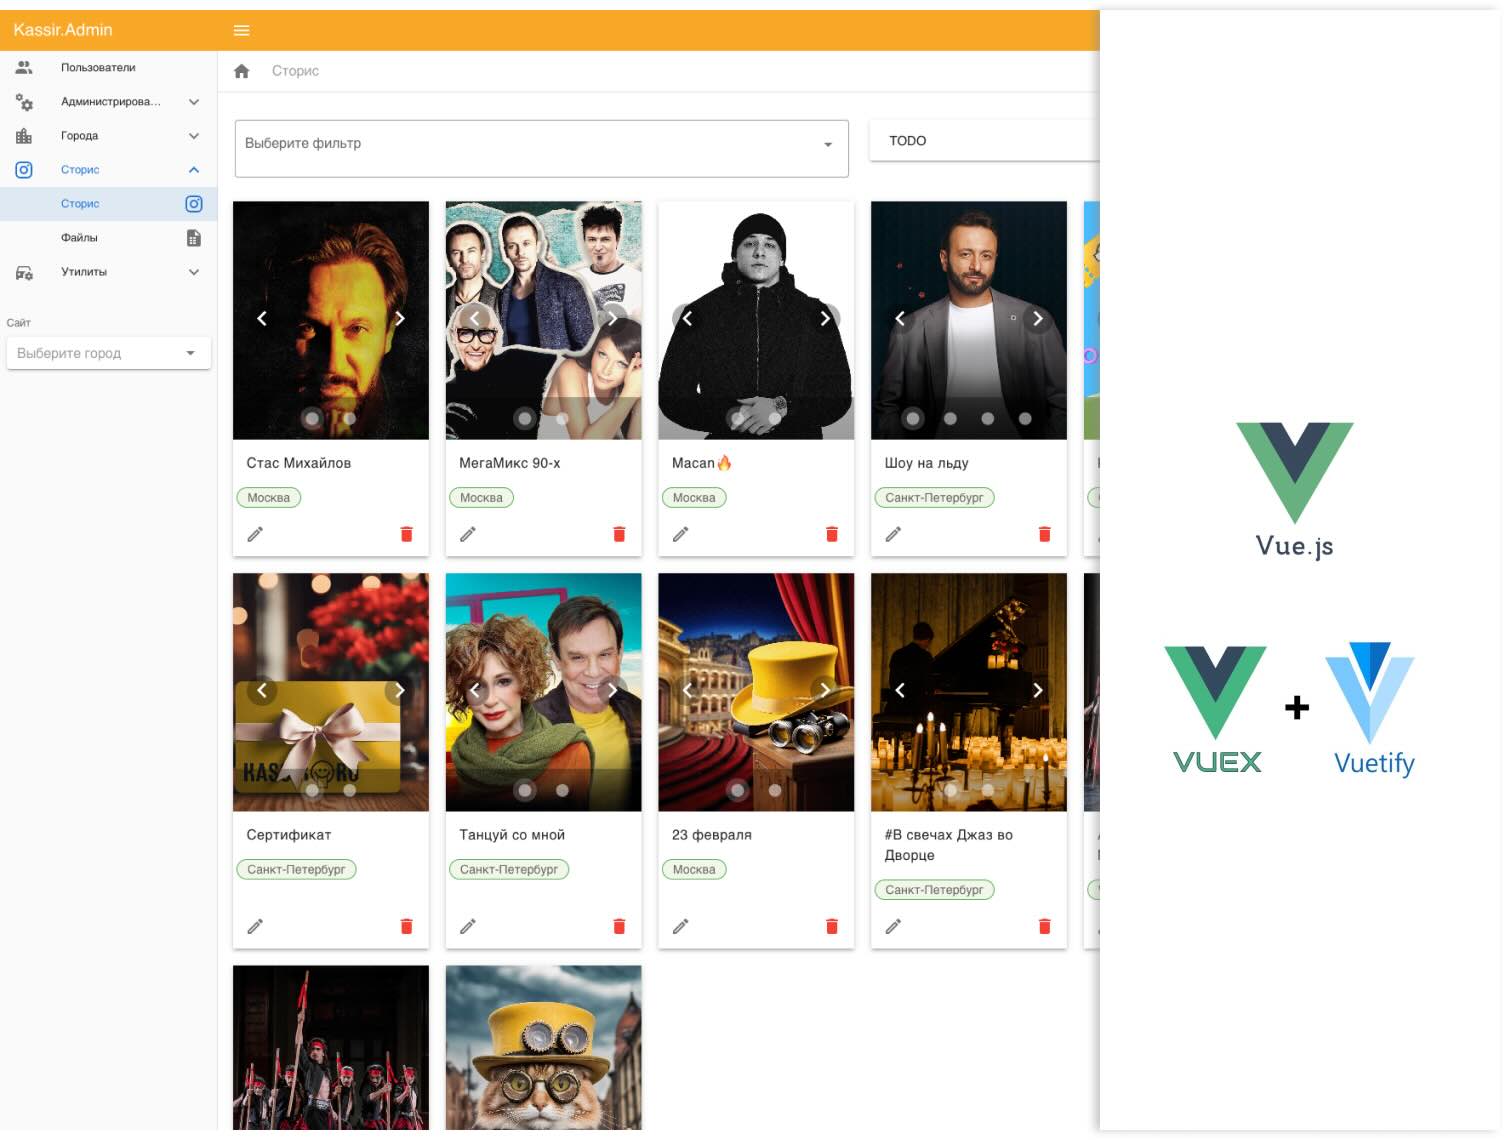 Kassir.Admin
Пользователи
Администрирова...
Города
Сторис
Сторис
Файлы
Утилиты
Сайт
Выберите город
Сторис
Выберите фильтр
TODO
Стас Михайлов
Москва
МегаМикс 90-х
Москва
Macan🔥
Москва
Шоу на льду
Санкт-Петербург
Сертификат
Санкт-Петербург
Танцуй со мной
Санкт-Петербург
23 февраля
Москва
#В свечах Джаз во
Дворце
Санкт-Петербург
Vue.js
VUEX
+
Vuetify